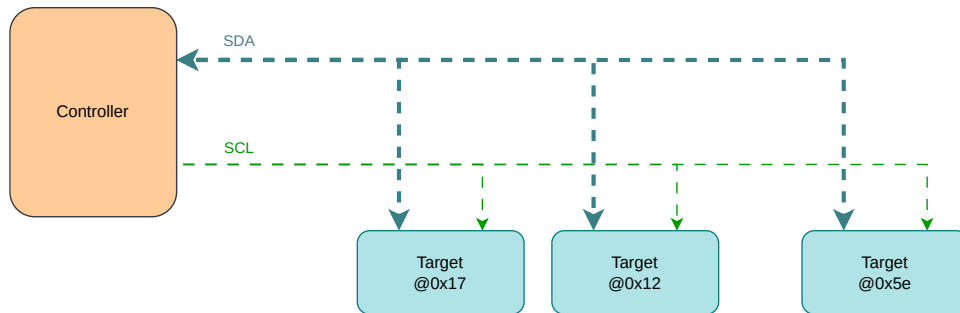 SDA
Controller
SCL
Target
@0x17
Target
@0x12
Target
@0x5e